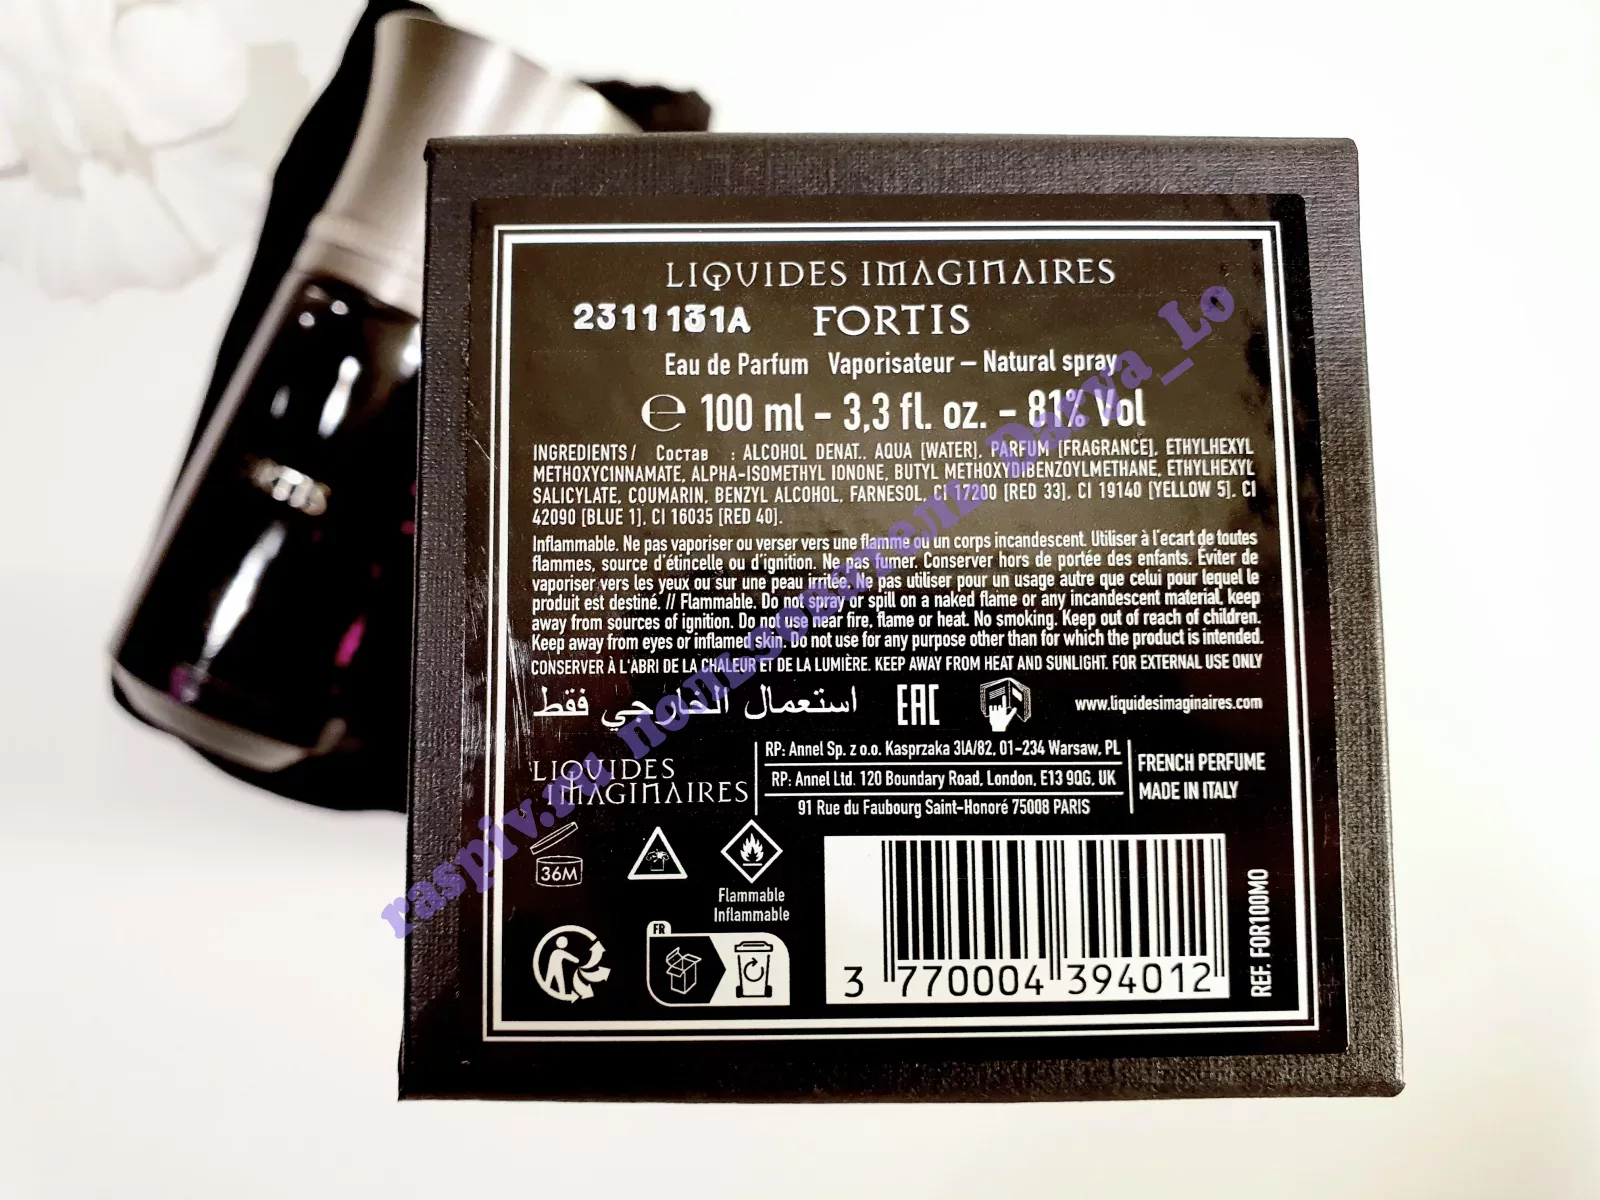 LIQUIDES IMAGINAIRES
2311131A FORTIS
Eau de Parfum Vaporisateur – Natural spray
℮ 100 ml – 3,3 fl. oz. – 81% Vol
INGREDIENTS / Состав : ALCOHOL DENAT., AQUA [WATER], PARFUM [FRAGRANCE], ETHYLHEXYL
METHOXYCINNAMATE, ALPHA-ISOMETHYL IONONE, BUTYL METHOXYDIBENZOYLMETHANE, ETHYLHEXYL
SALICYLATE, COUMARIN, BENZYL ALCOHOL, FARNESOL, CI 17200 [RED 33], CI 19140 [YELLOW 5], CI
42090 [BLUE 1], CI 16035 [RED 40].
Inflammable. Ne pas vaporiser ou verser vers une flamme ou un corps incandescent. Utiliser à l'ecart de toutes
flammes, source d'étincelle ou d'ignition. Ne pas fumer. Conserver hors de portée des enfants. Éviter de
vaporiser vers les yeux ou sur une peau irritée. Ne pas utiliser pour un usage autre que celui pour lequel le
produit est destiné. // Flammable. Do not spray or spill on a naked flame or any incandescent material, keep
away from sources of ignition. Do not use near fire, flame or heat. No smoking. Keep out of reach of children.
Keep away from eyes or inflamed skin. Do not use for any purpose other than for which the product is intended.
CONSERVER À L'ABRI DE LA CHALEUR ET DE LA LUMIÈRE. KEEP AWAY FROM HEAT AND SUNLIGHT. FOR EXTERNAL USE ONLY
استعمال الخارجي فقط EAC www.liquidesimaginaires.com
LIQUIDES
IMAGINAIRES
RP: Annel Sp. z o.o. Kasprzaka 31A/82, 01-234 Warsaw, PL
RP: Annel Ltd. 120 Boundary Road, London, E13 9QG, UK
91 Rue du Faubourg Saint-Honoré 75008 PARIS
FRENCH PERFUME
MADE IN ITALY
36M
Flammable
Inflammable
FR
3 770004 394012
REF. FOR100MO
raspiv.ru пользователь Darya_Lo